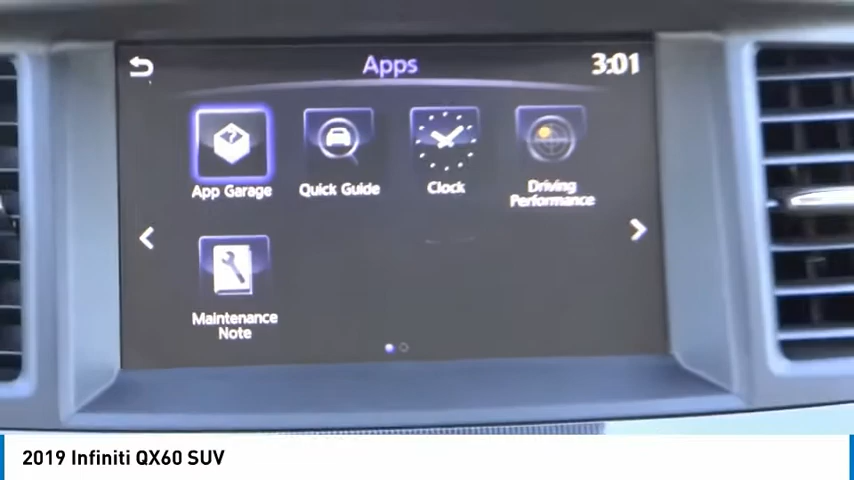 Apps
3:01
App Garage
Quick Guide
Clock
Driving
Performance
Maintenance
Note
2019 Infiniti QX60 SUV